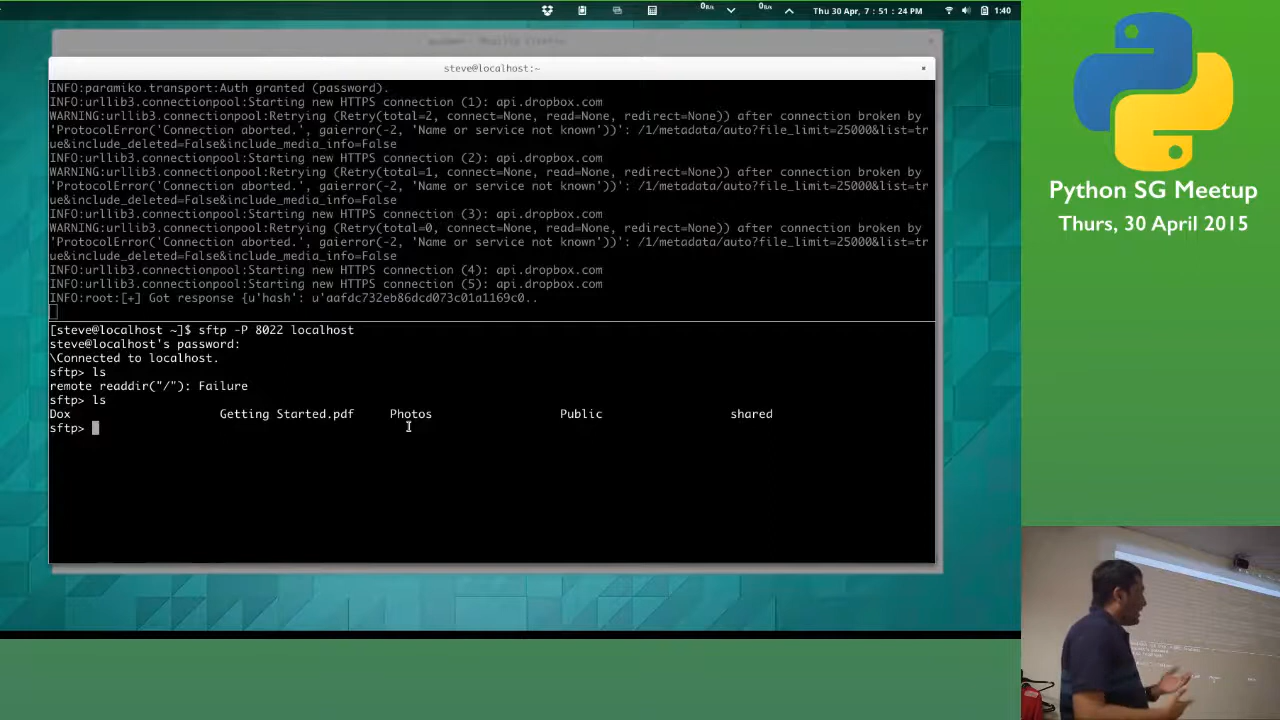 Thu 30 Apr, 7 : 51 : 24 PM
1:40
steve@localhost:~
INFO:paramiko.transport:Auth granted (password).
INFO:urllib3.connectionpool:Starting new HTTPS connection (1): api.dropbox.com
WARNING:urllib3.connectionpool:Retrying (Retry(total=2, connect=None, read=None, redirect=None)) after connection broken by
'ProtocolError('Connection aborted.', gaierror(-2, 'Name or service not known'))': /1/metadata/auto?file_limit=25000&list=tr
ue&include_deleted=False&include_media_info=False
INFO:urllib3.connectionpool:Starting new HTTPS connection (2): api.dropbox.com
WARNING:urllib3.connectionpool:Retrying (Retry(total=1, connect=None, read=None, redirect=None)) after connection broken by
'ProtocolError('Connection aborted.', gaierror(-2, 'Name or service not known'))': /1/metadata/auto?file_limit=25000&list=tr
ue&include_deleted=False&include_media_info=False
INFO:urllib3.connectionpool:Starting new HTTPS connection (3): api.dropbox.com
WARNING:urllib3.connectionpool:Retrying (Retry(total=0, connect=None, read=None, redirect=None)) after connection broken by
'ProtocolError('Connection aborted.', gaierror(-2, 'Name or service not known'))': /1/metadata/auto?file_limit=25000&list=tr
ue&include_deleted=False&include_media_info=False
INFO:urllib3.connectionpool:Starting new HTTPS connection (4): api.dropbox.com
INFO:urllib3.connectionpool:Starting new HTTPS connection (5): api.dropbox.com
INFO:root:[+] Got response {u'hash': u'aafdc732eb86dcd073c01a1169c0..
[steve@localhost ~]$ sftp -P 8022 localhost
steve@localhost's password:
\Connected to localhost.
sftp> ls
remote readdir("/"): Failure
sftp> ls
Dox Getting Started.pdf Photos Public shared
sftp>
Python SG Meetup
Thurs, 30 April 2015